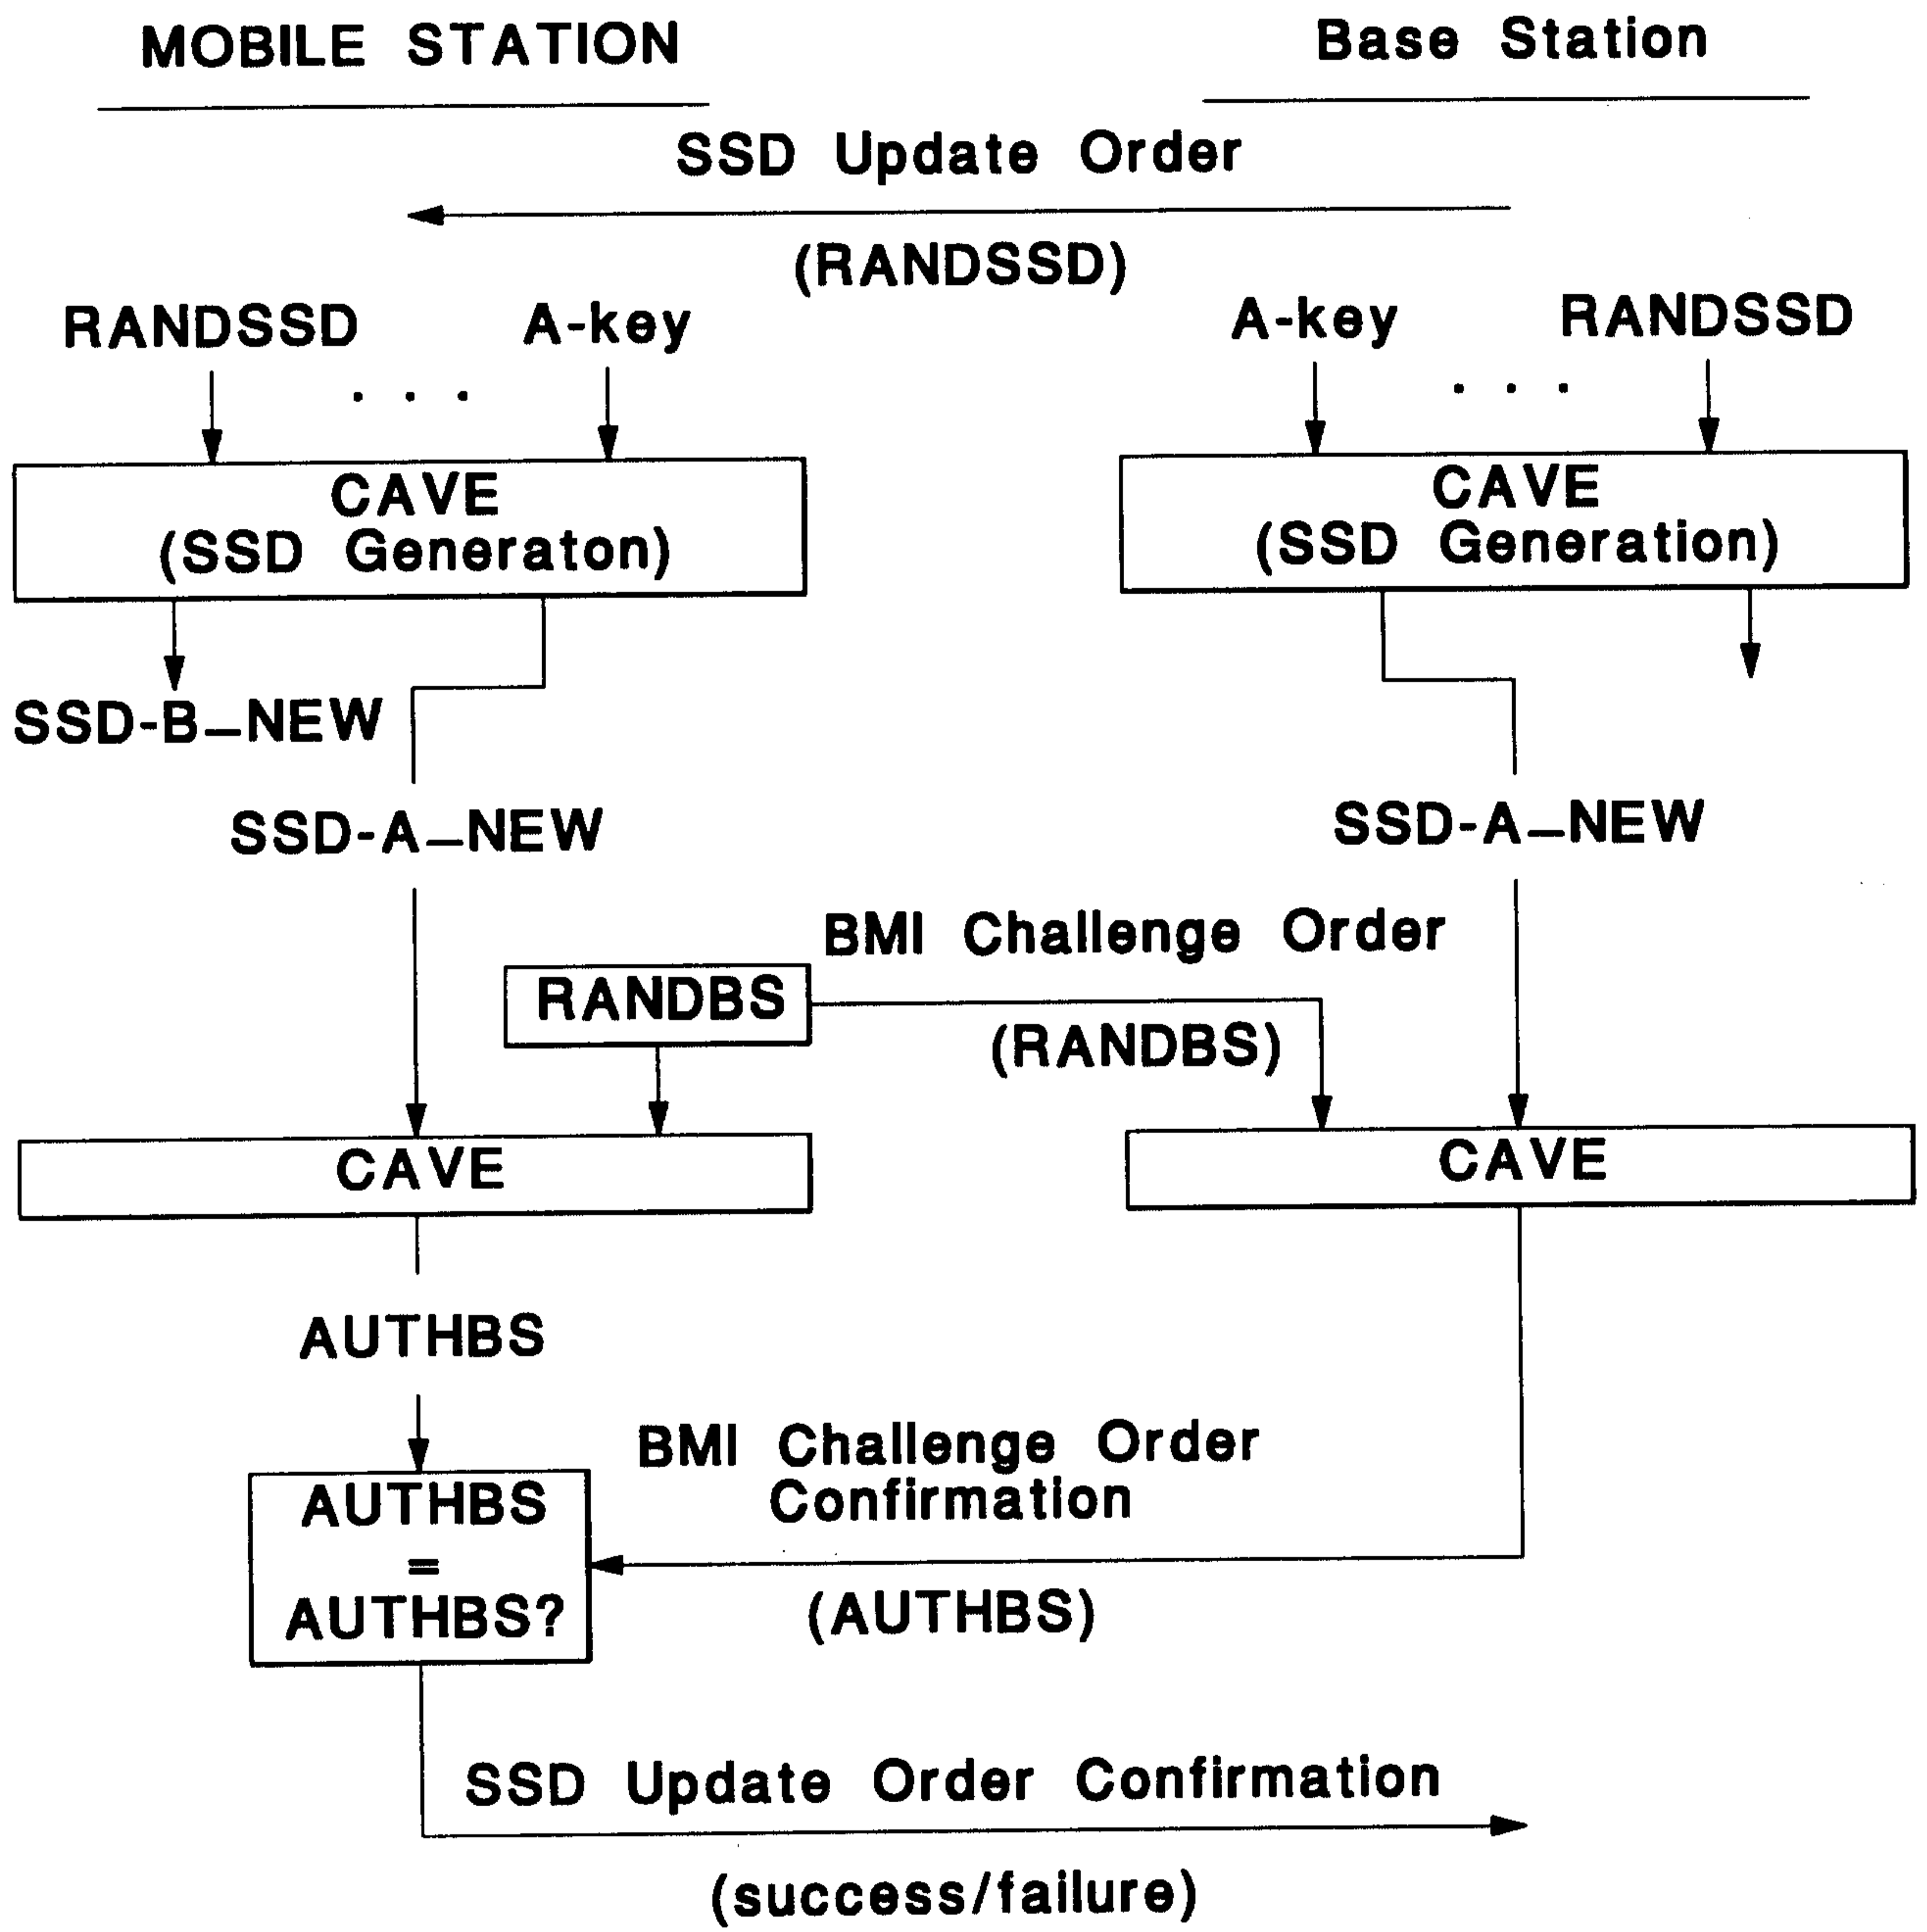 MOBILE STATION
Base Station
SSD Update Order
(RANDSSD)
RANDSSD
A-key
A-key
RANDSSD
. . .
. . .
CAVE
(SSD Generaton)
CAVE
(SSD Generation)
SSD-B_NEW
SSD-A_NEW
SSD-A_NEW
BMI Challenge Order
RANDBS
(RANDBS)
CAVE
CAVE
AUTHBS
BMI Challenge Order
Confirmation
AUTHBS
=
AUTHBS?
(AUTHBS)
SSD Update Order Confirmation
(success/failure)